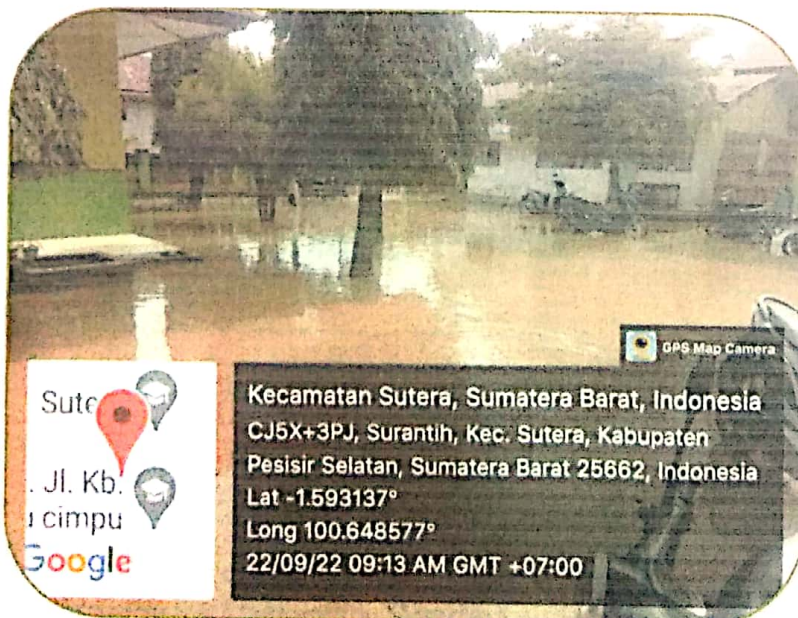 GPS Map Camera
Sute
. Jl. Kb.
cimpu
Google
Kecamatan Sutera, Sumatera Barat, Indonesia
CJ5X+3PJ, Surantih, Kec. Sutera, Kabupaten
Pesisir Selatan, Sumatera Barat 25662, Indonesia
Lat -1.593137°
Long 100.648577°
22/09/22 09:13 AM GMT +07:00